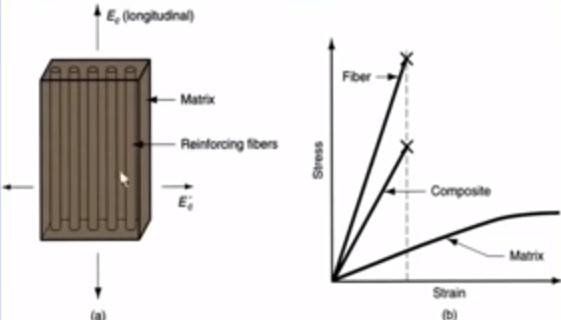 E_c (longitudinal)
Matrix
Reinforcing fibers
E_c'
(a)
Fiber
Stress
Composite
Matrix
Strain
(b)